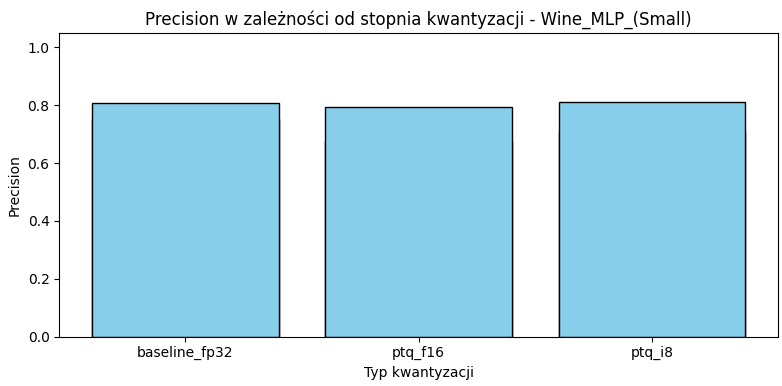 Precision w zależności od stopnia kwantyzacji - Wine_MLP_(Small)
1.0
0.8
0.6
0.4
0.2
0.0
Precision
baseline_fp32 ptq_f16 ptq_i8
Typ kwantyzacji